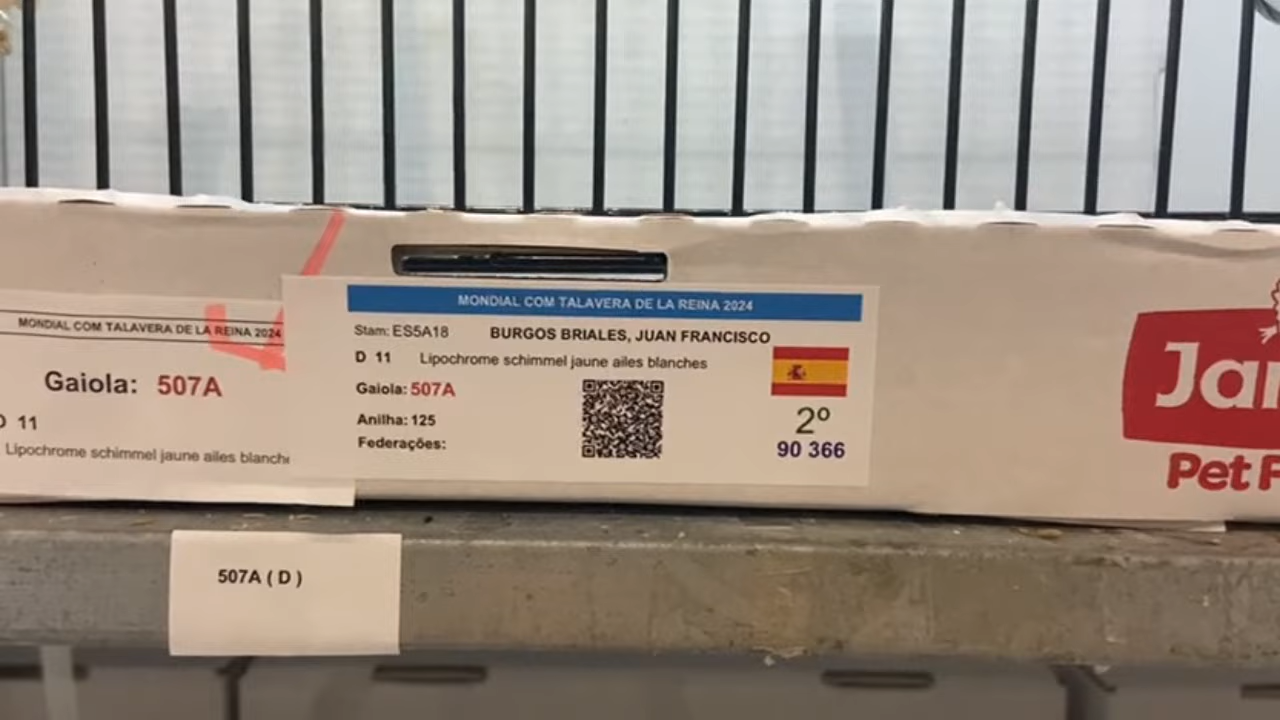 MONDIAL COM TALAVERA DE LA REINA 2024
Gaiola: 507A
D 11
Lipochrome schimmel jaune ailes
MONDIAL COM TALAVERA DE LA REINA 2024
Stam: ES5A18 BURGOS BRIALES, JUAN FRANCISCO
D 11 Lipochrome schimmel jaune ailes blanches
Gaiola: 507A
Anilha: 125
Federações:
2º
90 366
Pet
507A ( D )